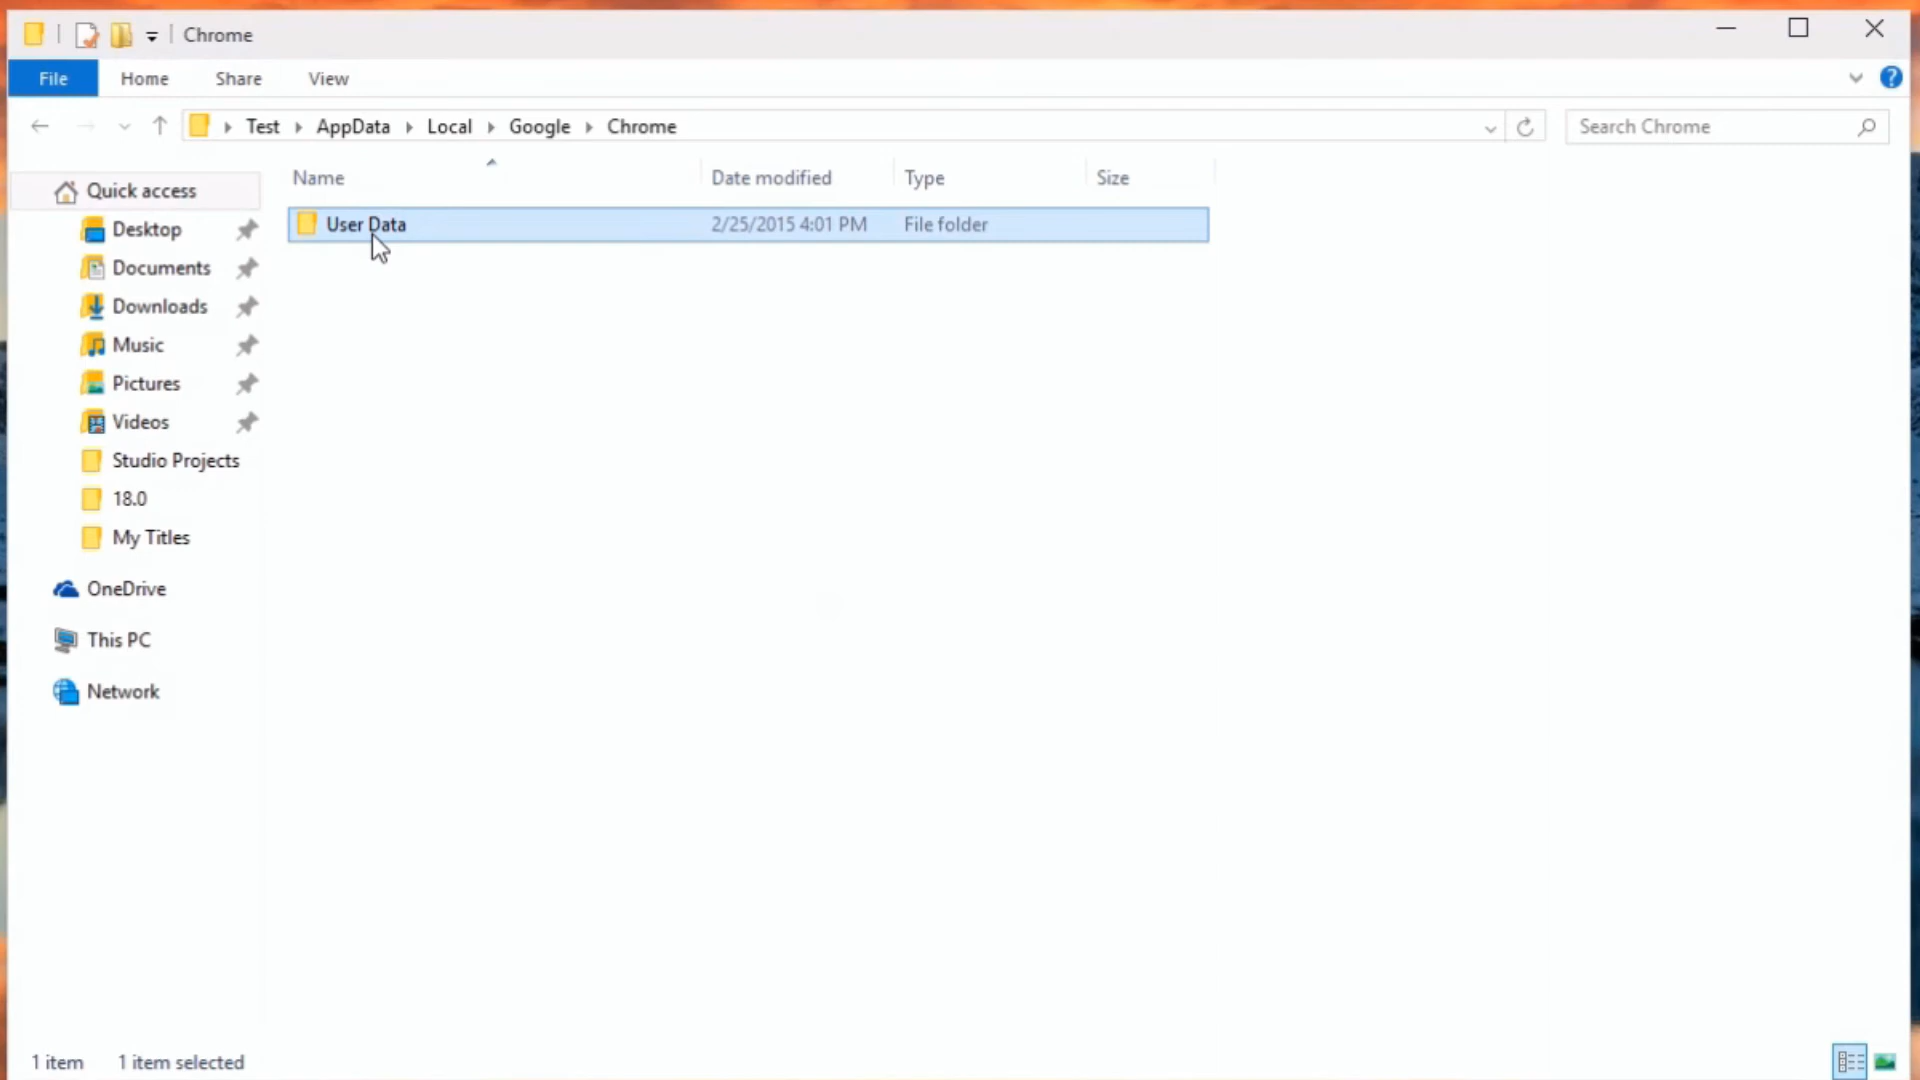 Chrome
File Home Share View
Test AppData Local Google Chrome
Search Chrome
Name Date modified Type Size
User Data 2/25/2015 4:01 PM File folder
Quick access
Desktop
Documents
Downloads
Music
Pictures
Videos
Studio Projects
18.0
My Titles
OneDrive
This PC
Network
1 item 1 item selected